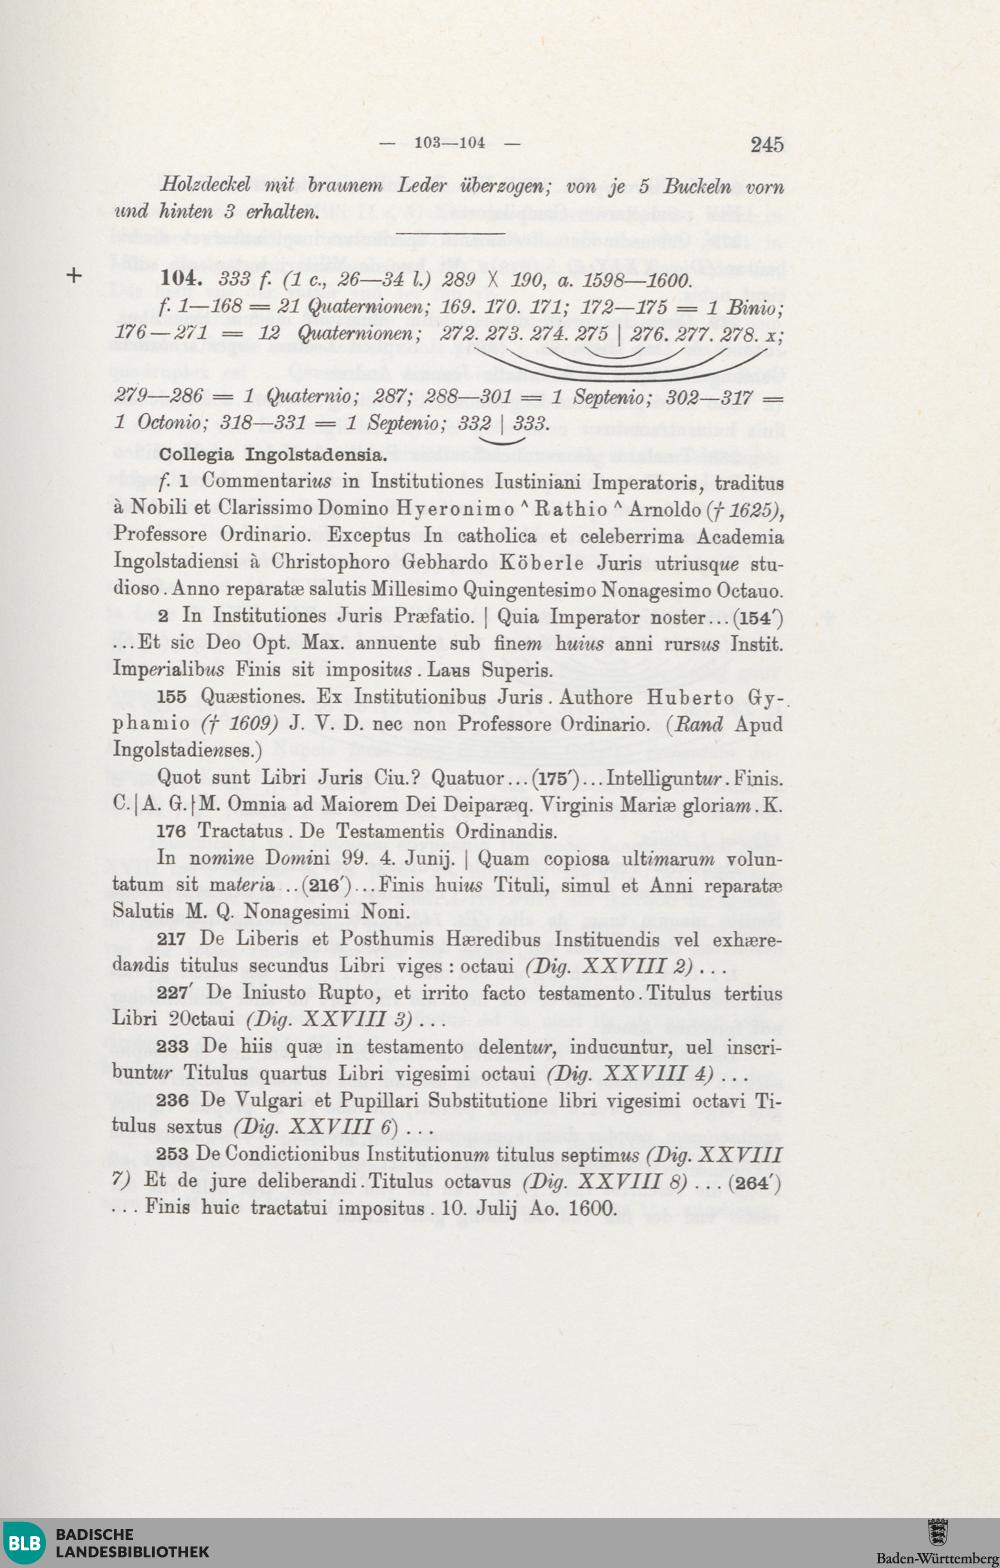 — 103—104 — 245
Holzdeckel mit braunem Leder überzogen; von je 5 Buckeln vorn
und hinten 3 erhalten.
+ 104. 333 f. (1 c., 26—34 l.) 289 X 190, a. 1598—1600.
f. 1—168 = 21 Quaternionen; 169. 170. 171; 172—175 = 1 Binio;
176—271 = 12 Quaternionen; 272. 273. 274. 275 | 276. 277. 278. x;
279—286 = 1 Quaternio; 287; 288—301 = 1 Septenio; 302—317 =
1 Octonio; 318—331 = 1 Septenio; 332 | 333.
Collegia Ingolstadensia.
f. 1 Commentarius in Institutiones Iustiniani Imperatoris, traditus
à Nobili et Clarissimo Domino Hyeronimo ^ Rathio ^ Arnoldo († 1625),
Professore Ordinario. Exceptus In catholica et celeberrima Academia
Ingolstadiensi à Christophoro Gebhardo Köberle Juris utriusque stu-
dioso . Anno reparatæ salutis Millesimo Quingentesimo Nonagesimo Octauo.
2 In Institutiones Juris Præfatio. | Quia Imperator noster...(154′)
...Et sic Deo Opt. Max. annuente sub finem huius anni rursus Instit.
Imperialibus Finis sit impositus . Laus Superis.
155 Quæstiones. Ex Institutionibus Juris . Authore Huberto Gy-
phamio († 1609) J. V. D. nec non Professore Ordinario. (Rand Apud
Ingolstadienses.)
Quot sunt Libri Juris Ciu.? Quatuor...(175′)...Intelliguntur . Finis.
C.|A. G.|M. Omnia ad Maiorem Dei Deiparæq. Virginis Mariæ gloriam . K.
176 Tractatus . De Testamentis Ordinandis.
In nomine Domini 99. 4. Junij. | Quam copiosa ultimarum volun-
tatum sit materia ..(216′)...Finis huius Tituli, simul et Anni reparatæ
Salutis M. Q. Nonagesimi Noni.
217 De Liberis et Posthumis Hæredibus Instituendis vel exhære-
dandis titulus secundus Libri viges : octaui (Dig. XXVIII 2) ...
227′ De Iniusto Rupto, et irrito facto testamento . Titulus tertius
Libri 20ctaui (Dig. XXVIII 3) ...
233 De hiis quæ in testamento delentur, inducuntur, uel inscri-
buntur Titulus quartus Libri vigesimi octaui (Dig. XXVIII 4) ...
236 De Vulgari et Pupillari Substitutione libri vigesimi octavi Ti-
tulus sextus (Dig. XXVIII 6) ...
253 De Condictionibus Institutionum titulus septimus (Dig. XXVIII
7) Et de jure deliberandi . Titulus octavus (Dig. XXVIII 8) ... (264′)
... Finis huic tractatui impositus . 10. Julij Ao. 1600.
BLB BADISCHE
LANDESBIBLIOTHEK
Baden-Württemberg